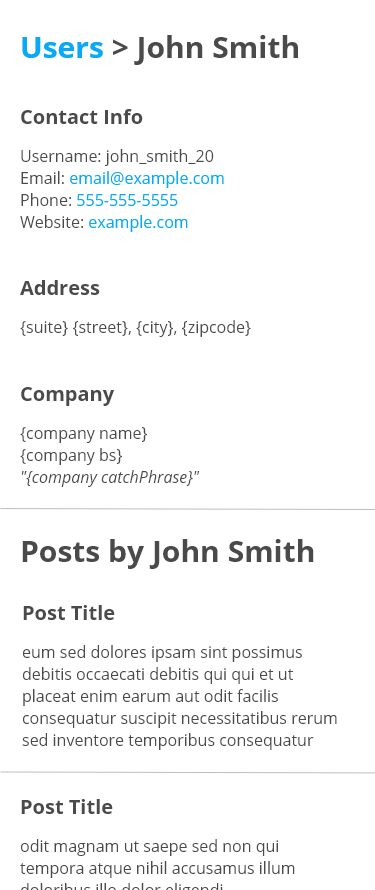 Users > John Smith
Contact Info
Username: john_smith_20
Email: email@example.com
Phone: 555-555-5555
Website: example.com
Address
{suite} {street}, {city}, {zipcode}
Company
{company name}
{company bs}
"{company catchPhrase}"
Posts by John Smith
Post Title
eum sed dolores ipsam sint possimus
debitis occaecati debitis qui qui et ut
placeat enim earum aut odit facilis
consequatur suscipit necessitatibus rerum
sed inventore temporibus consequatur
Post Title
odit magnam ut saepe sed non qui
tempora atque nihil accusamus illum
doloribus illo dolor eligendi